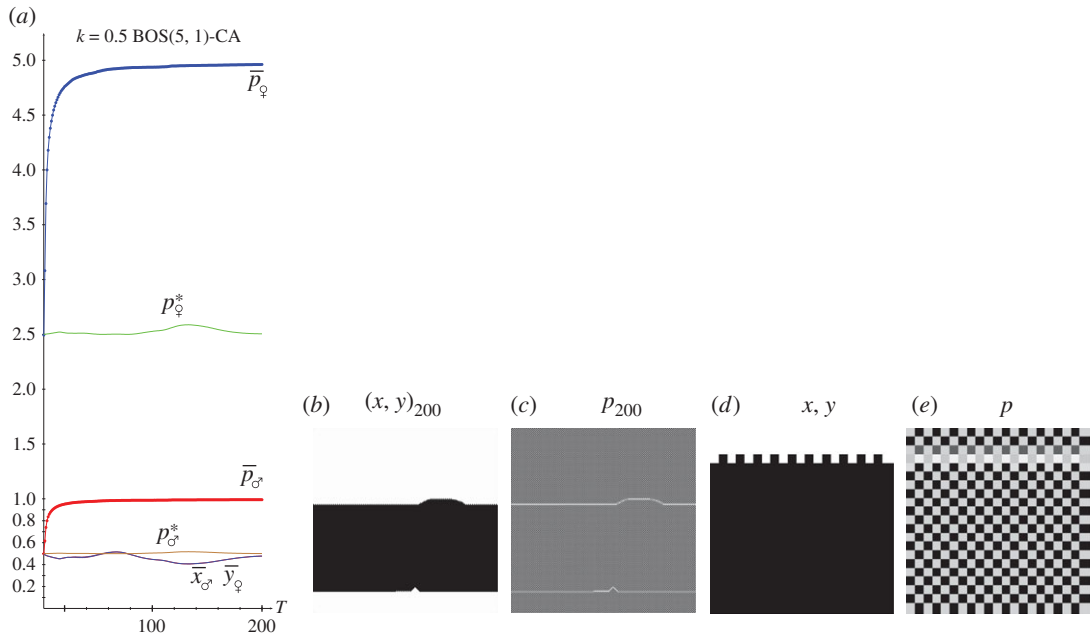 (a)
k = 0.5 BOS(5, 1)-CA
5.0
p̅♀
4.5
4.0
3.5
3.0
p*♀
2.5
2.0
(b) (x, y)200 (c) p200 (d) x, y (e) p
1.5
p̅♂
1.0
0.8
p*♂
0.6
0.4
x̅♂ y̅♀
0.2
T
100 200